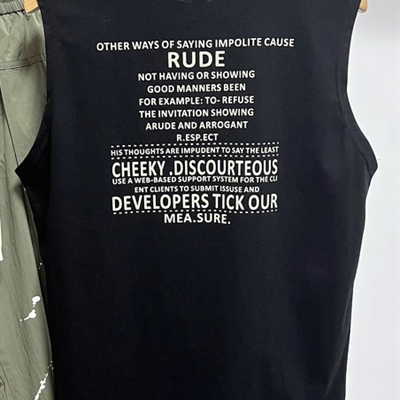 OTHER WAYS OF SAYING IMPOLITE CAUSE
RUDE
NOT HAVING OR SHOWING
GOOD MANNERS BEEN
FOR EXAMPLE: TO- REFUSE
THE INVITATION SHOWING
ARUDE AND ARROGANT
R.ESP.ECT
HIS THOUGHTS ARE IMPUDENT TO SAY THE LEAST
CHEEKY .DISCOURTEOUS
USE A WEB-BASED SUPPORT SYSTEM FOR THE CLI
ENT CLIENTS TO SUBMIT ISSUSE AND
DEVELOPERS TICK OUR
MEA.SURE.